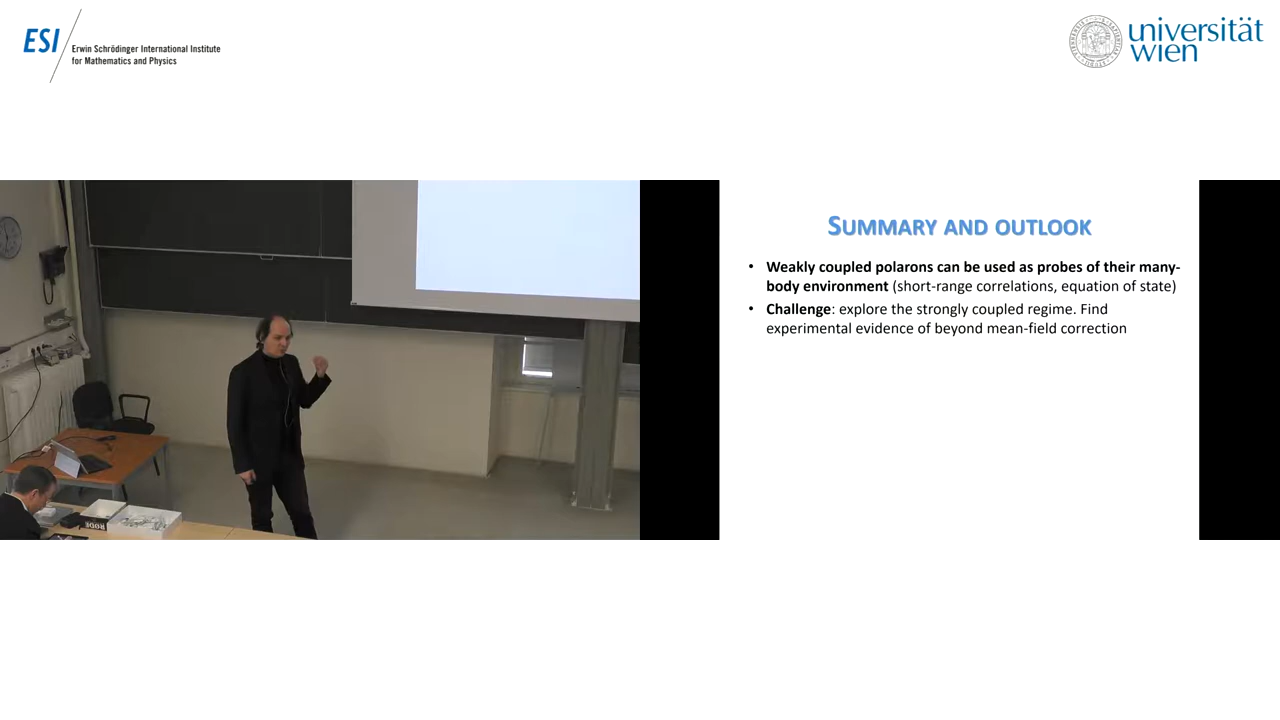 ESI
Erwin Schrödinger International Institute
for Mathematics and Physics
universität
wien
SUMMARY AND OUTLOOK
• Weakly coupled polarons can be used as probes of their many-
body environment (short-range correlations, equation of state)
• Challenge: explore the strongly coupled regime. Find
experimental evidence of beyond mean-field correction
RODE